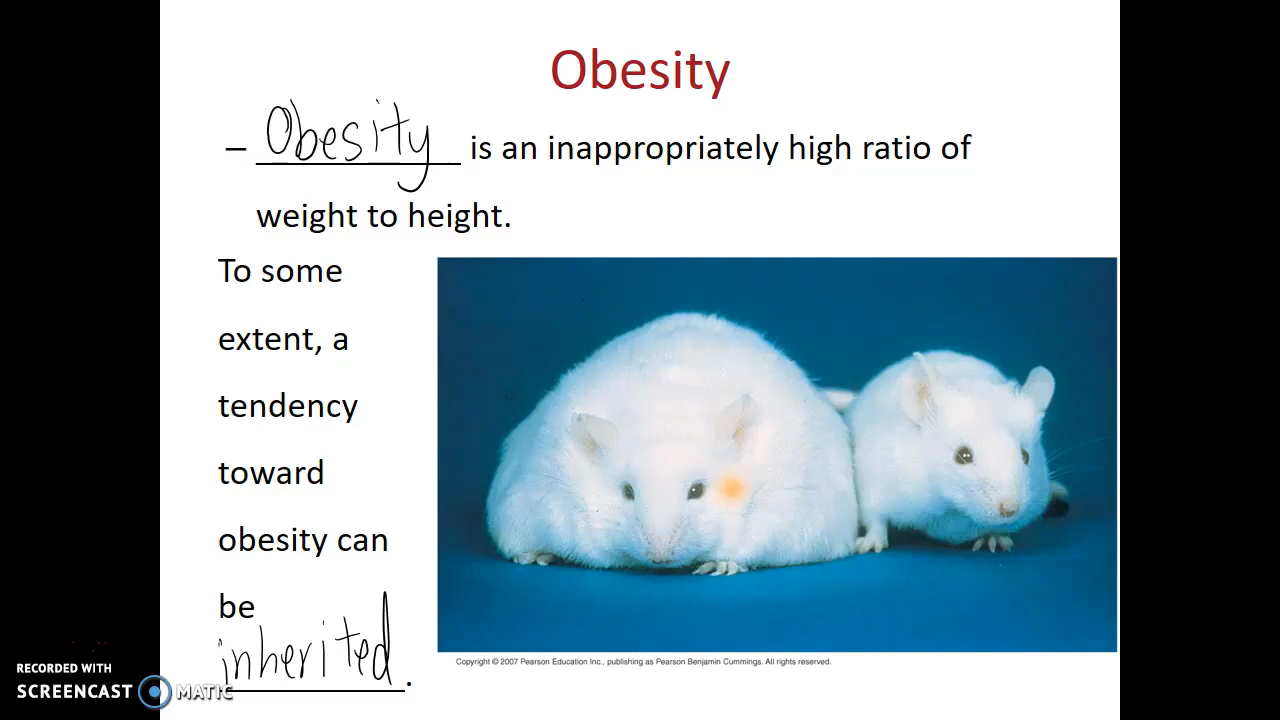 Obesity
– Obesity is an inappropriately high ratio of
weight to height.
To some
extent, a
tendency
toward
obesity can
be
inherited.
Copyright © 2007 Pearson Education Inc., publishing as Pearson Benjamin Cummings. All rights reserved.
RECORDED WITH
SCREENCAST MATIC